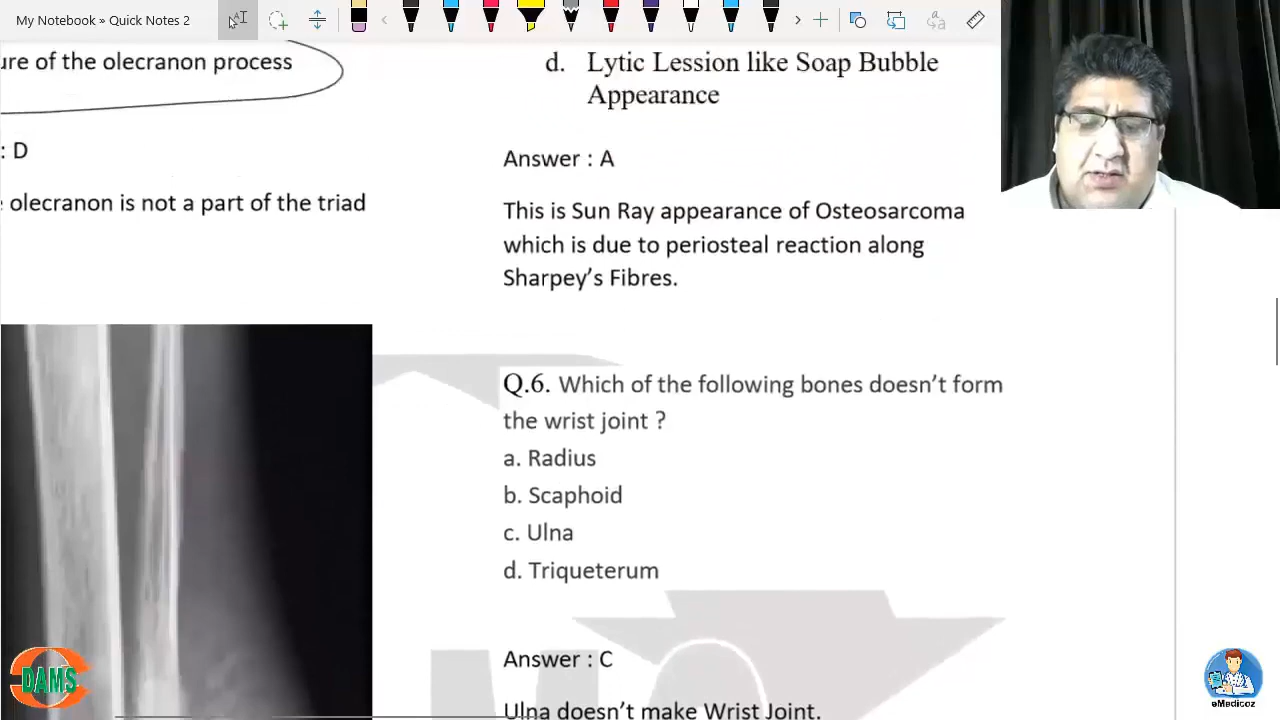 My Notebook » Quick Notes 2
ure of the olecranon process
: D
olecranon is not a part of the triad
d. Lytic Lession like Soap Bubble
Appearance
Answer : A
This is Sun Ray appearance of Osteosarcoma
which is due to periosteal reaction along
Sharpey’s Fibres.
Q.6. Which of the following bones doesn’t form
the wrist joint ?
a. Radius
b. Scaphoid
c. Ulna
d. Triqueterum
Answer : C
Ulna doesn’t make Wrist Joint.
DAMS
eMedicoz